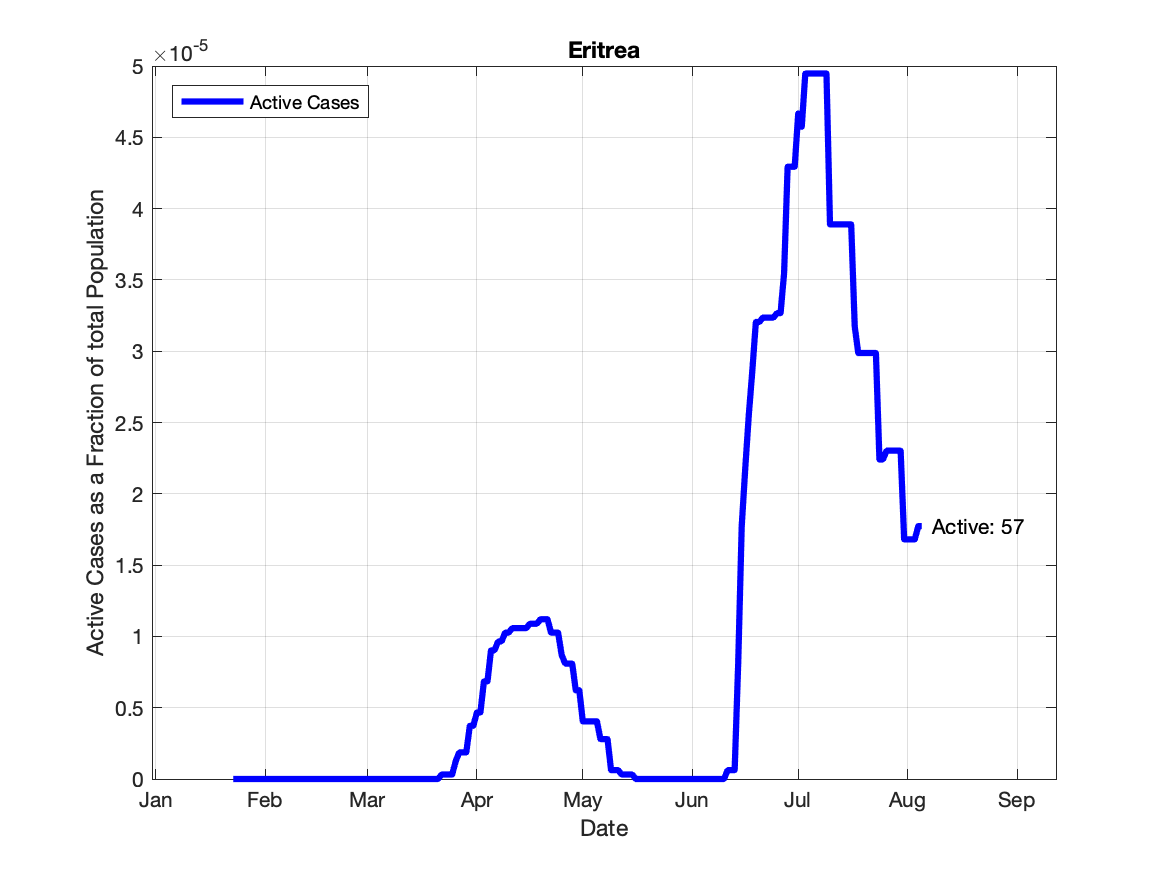 Eritrea
×10-5
Active Cases
5
4.5
4
3.5
3
2.5
2
1.5
1
0.5
0
Active Cases as a Fraction of total Population
Active: 57
Jan Feb Mar Apr May Jun Jul Aug Sep
Date